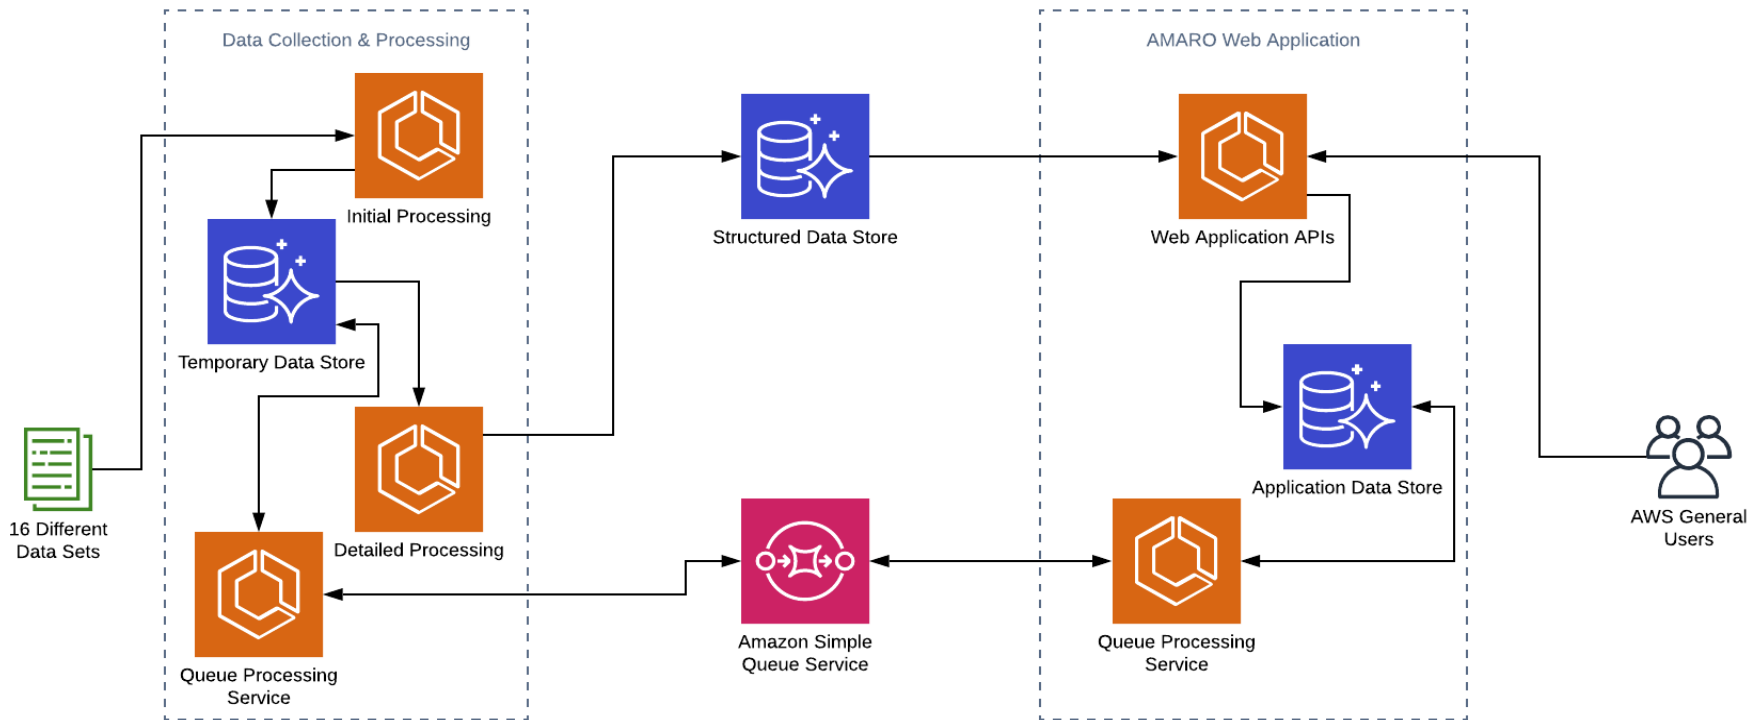 Data Collection & Processing
AMARO Web Application
Initial Processing
Structured Data Store
Web Application APIs
Temporary Data Store
Application Data Store
16 Different
Data Sets
AWS General
Users
Detailed Processing
Amazon Simple
Queue Service
Queue Processing
Service
Queue Processing
Service